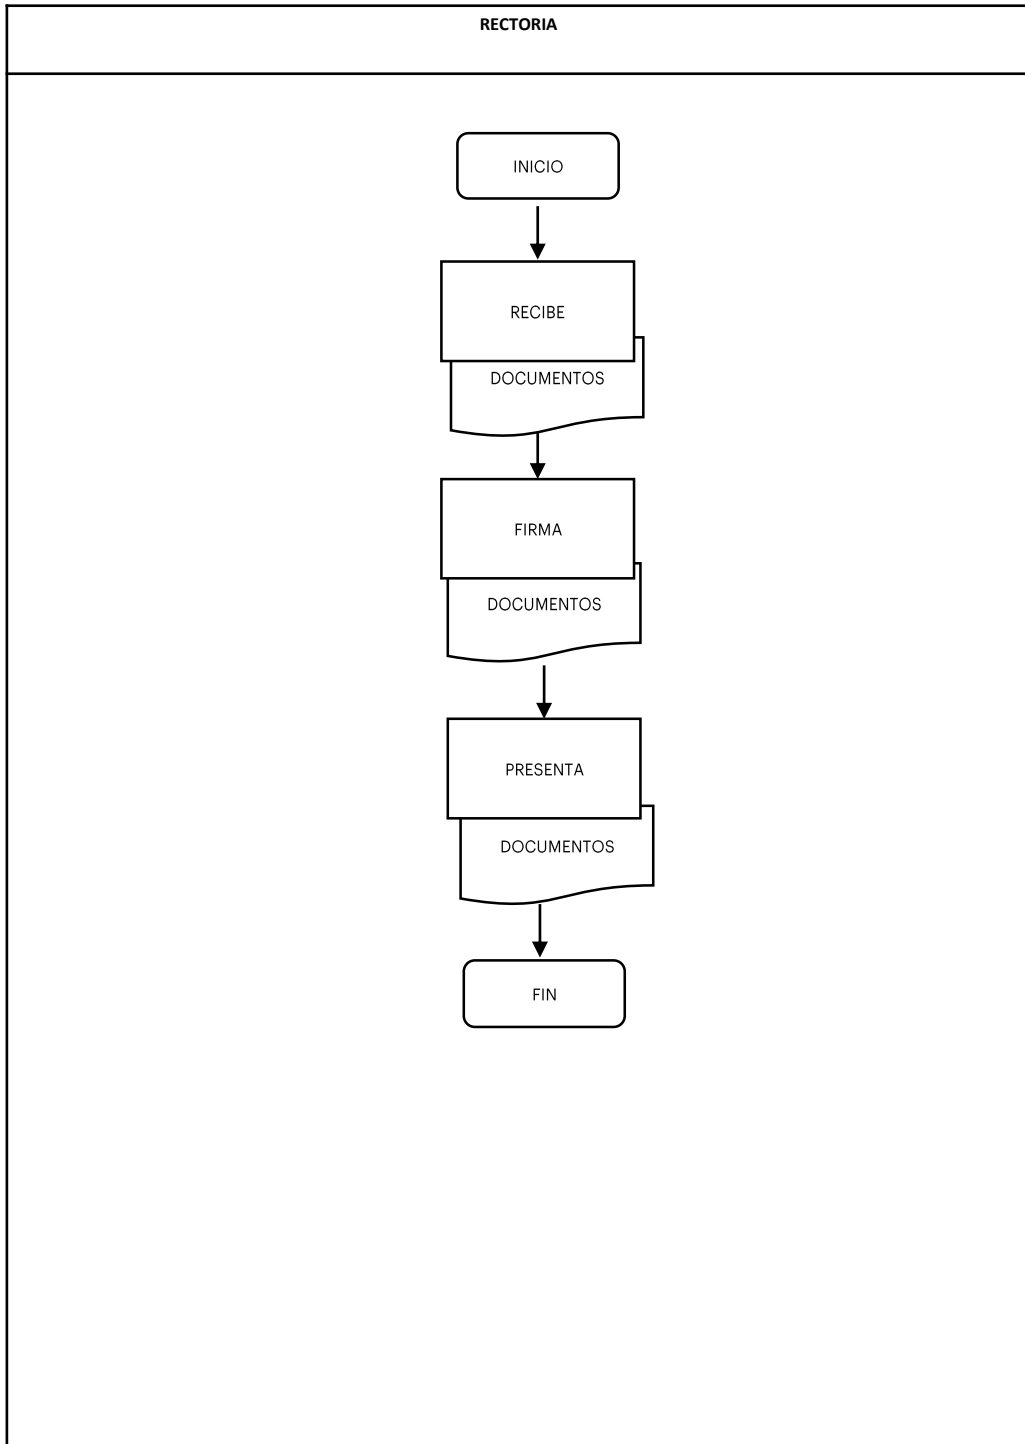 RECTORIA
INICIO
RECIBE
DOCUMENTOS
FIRMA
DOCUMENTOS
PRESENTA
DOCUMENTOS
FIN